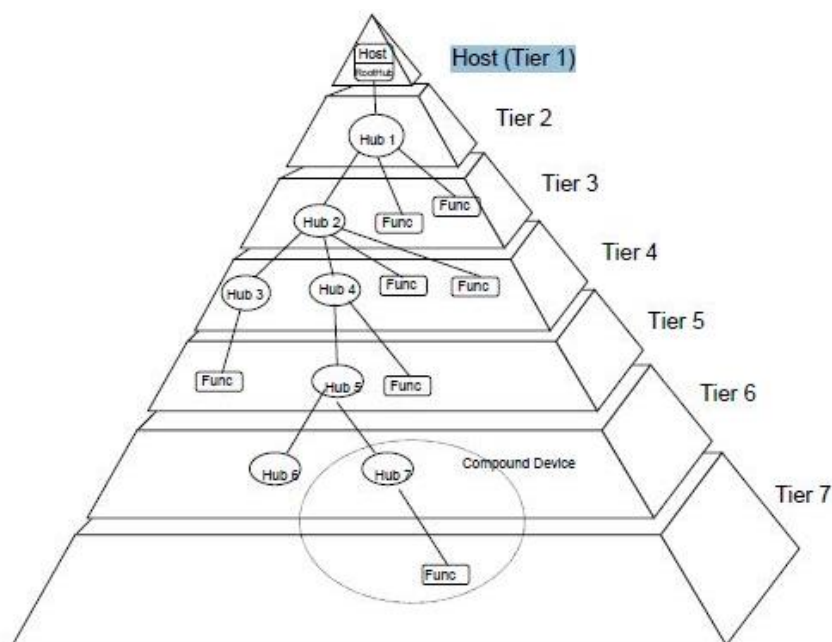 Host
RootHub
Host (Tier 1)
Tier 2
Hub 1
Tier 3
Hub 2
Func
Func
Tier 4
Hub 3
Hub 4
Func
Func
Tier 5
Func
Hub 5
Func
Tier 6
Hub 6
Hub 7
Compound Device
Tier 7
Func